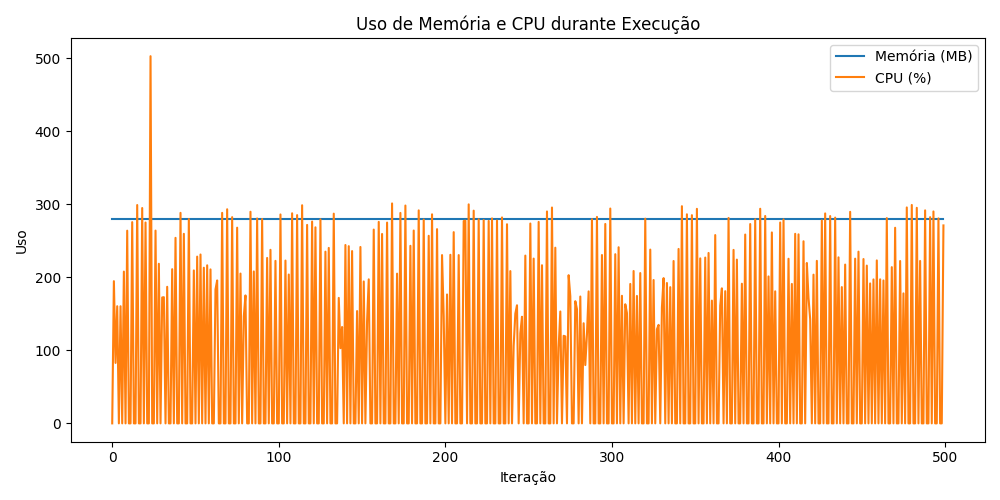 Uso de Memória e CPU durante Execução
Memória (MB)
CPU (%)
Uso
500
400
300
200
100
0
0 100 200 300 400 500
Iteração